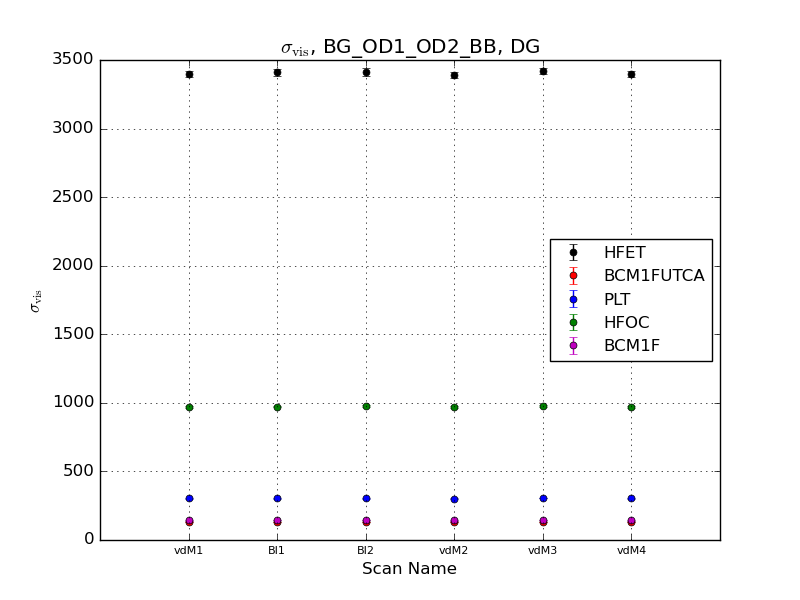 σvis, BG_OD1_OD2_BB, DG
3500
3000
2500
2000
1500
1000
500
0
σvis
HFET
BCM1FUTCA
PLT
HFOC
BCM1F
vdM1 BI1 BI2 vdM2 vdM3 vdM4
Scan Name